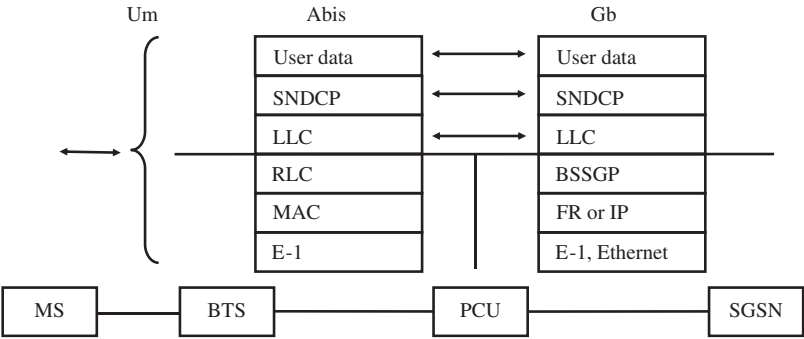 Um Abis Gb
User data User data
SNDCP SNDCP
LLC LLC
RLC BSSGP
MAC FR or IP
E-1 E-1, Ethernet
MS BTS PCU SGSN